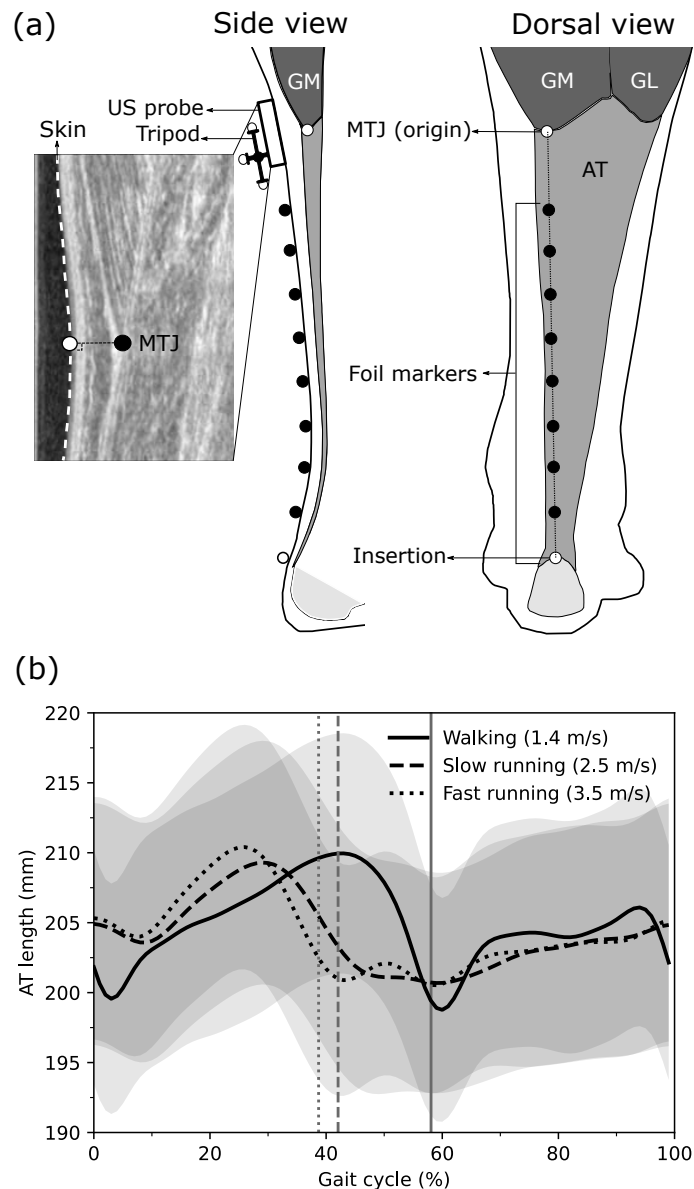 (a)
Side view
Dorsal view
GM
GM
GL
US probe
Tripod
Skin
MTJ (origin)
AT
MTJ
Foil markers
Insertion
(b)
220
215
210
205
200
195
190
AT length (mm)
Walking (1.4 m/s)
Slow running (2.5 m/s)
Fast running (3.5 m/s)
0
20
40
60
80
100
Gait cycle (%)